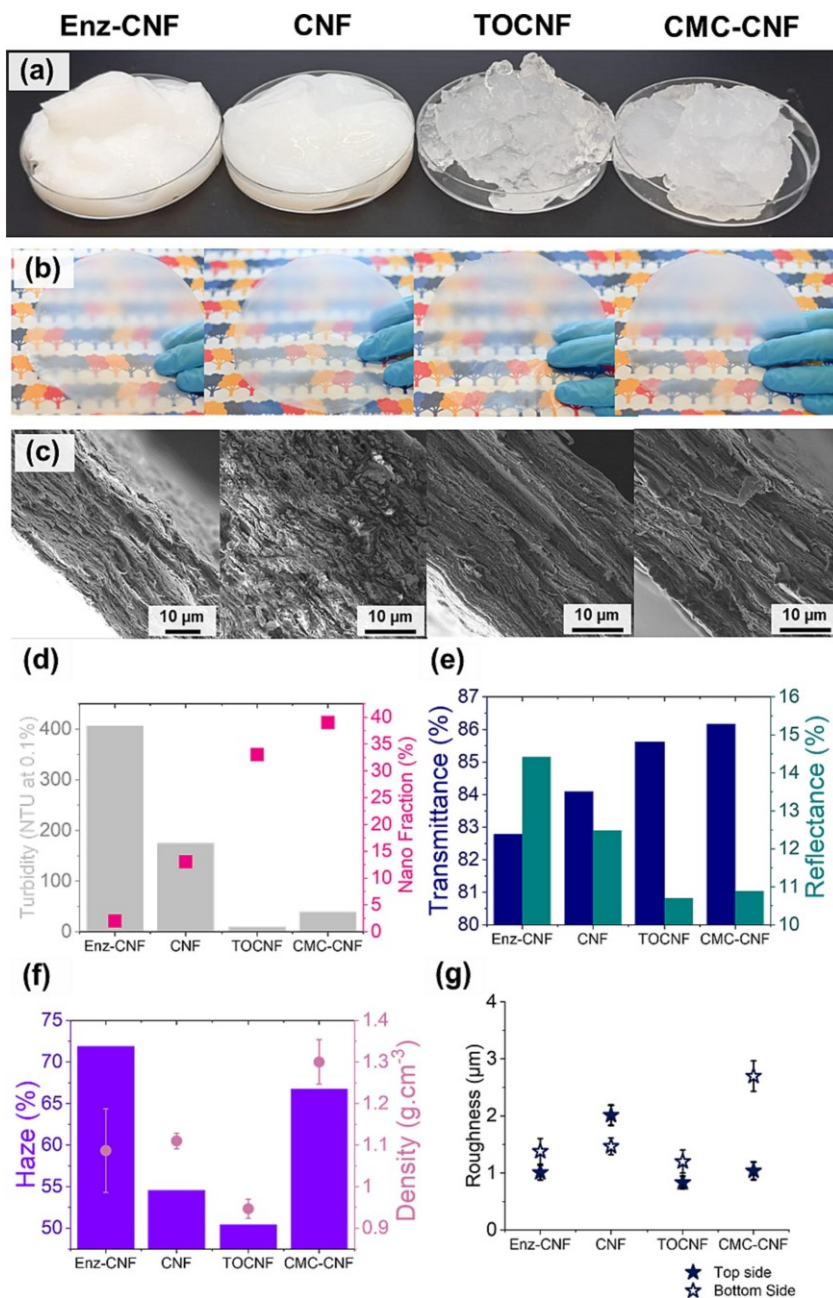 Enz-CNF CNF TOCNF CMC-CNF
(a)
(b)
(c)
10 µm 10 µm 10 µm 10 µm
(d)
Turbidity (NTU at 0.1%)
400
300
200
100
0
40
35
30
25
20
15
10
5
0
Nano Fraction (%)
Enz-CNF CNF TOCNF CMC-CNF
(e)
Transmittance (%)
87
86
85
84
83
82
81
80
16
15
14
13
12
11
10
Reflectance (%)
Enz-CNF CNF TOCNF CMC-CNF
(f)
Haze (%)
75
70
65
60
55
50
1.4
1.3
1.2
1.1
1
0.9
Density (g.cm⁻³)
Enz-CNF CNF TOCNF CMC-CNF
(g)
Roughness (µm)
4
3
2
1
0
Enz-CNF CNF TOCNF CMC-CNF
Top side
Bottom Side